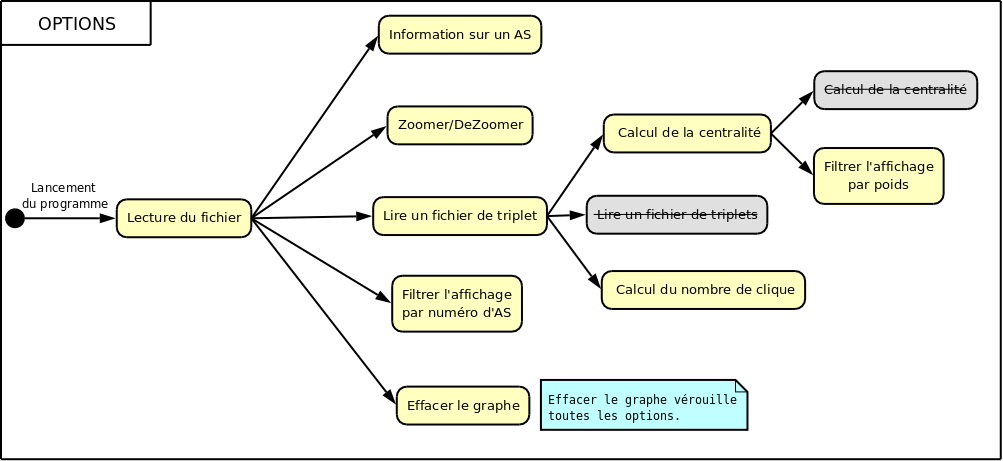 OPTIONS
Information sur un AS
Calcul de la centralité
Zoomer/DeZoomer
Calcul de la centralité
Filtrer l'affichage
par poids
Lancement
du programme
Lecture du fichier
Lire un fichier de triplet
Lire un fichier de triplets
Filtrer l'affichage
par numéro d'AS
Calcul du nombre de clique
Effacer le graphe
Effacer le graphe vérouille
toutes les options.